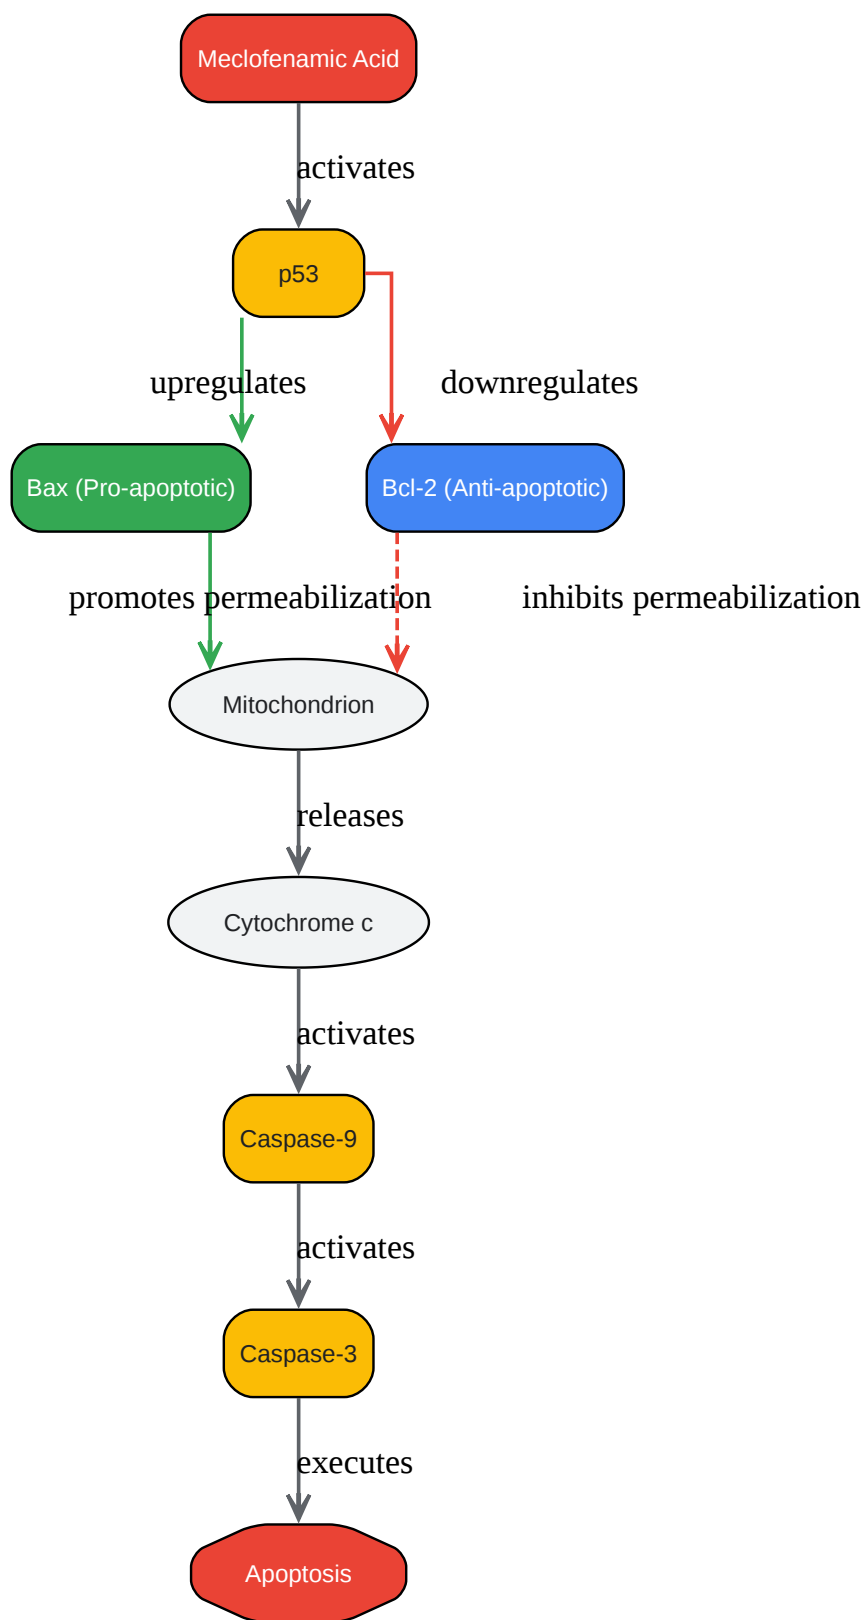 Meclofenamic Acid
activates
p53
upregulates
downregulates
Bax (Pro-apoptotic)
Bcl-2 (Anti-apoptotic)
promotes permeabilization
inhibits permeabilization
Mitochondrion
releases
Cytochrome c
activates
Caspase-9
activates
Caspase-3
executes
Apoptosis